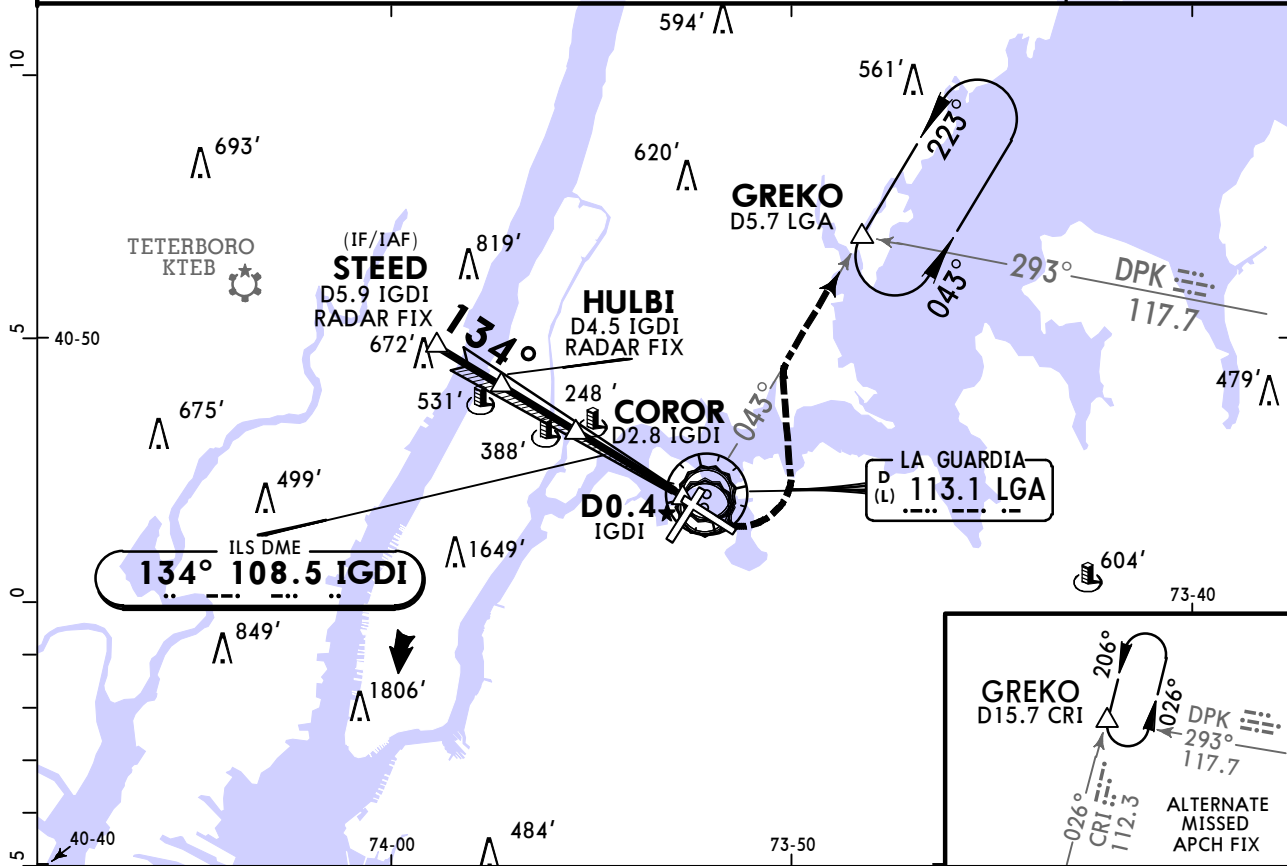 594'
10
561'
693'
620'
223°
GREKO
D5.7 LGA
TETERBORO
KTEB
(IF/IAF)
STEED
D5.9 IGDI
RADAR FIX
819'
043°
293°
DPK
117.7
HULBI
D4.5 IGDI
RADAR FIX
134°
5
40-50
672'
479'
531'
248'
COROR
D2.8 IGDI
043°
675'
388'
499'
LA GUARDIA
D
(L) 113.1 LGA
D0.4
IGDI
ILS DME
134° 108.5 IGDI
1649'
604'
0
73-40
849'
1806'
GREKO
D15.7 CRI
206°
026°
DPK
293°
117.7
026°
CRI
112.3
ALTERNATE
MISSED
APCH FIX
484'
40-40
74-00
73-50
5